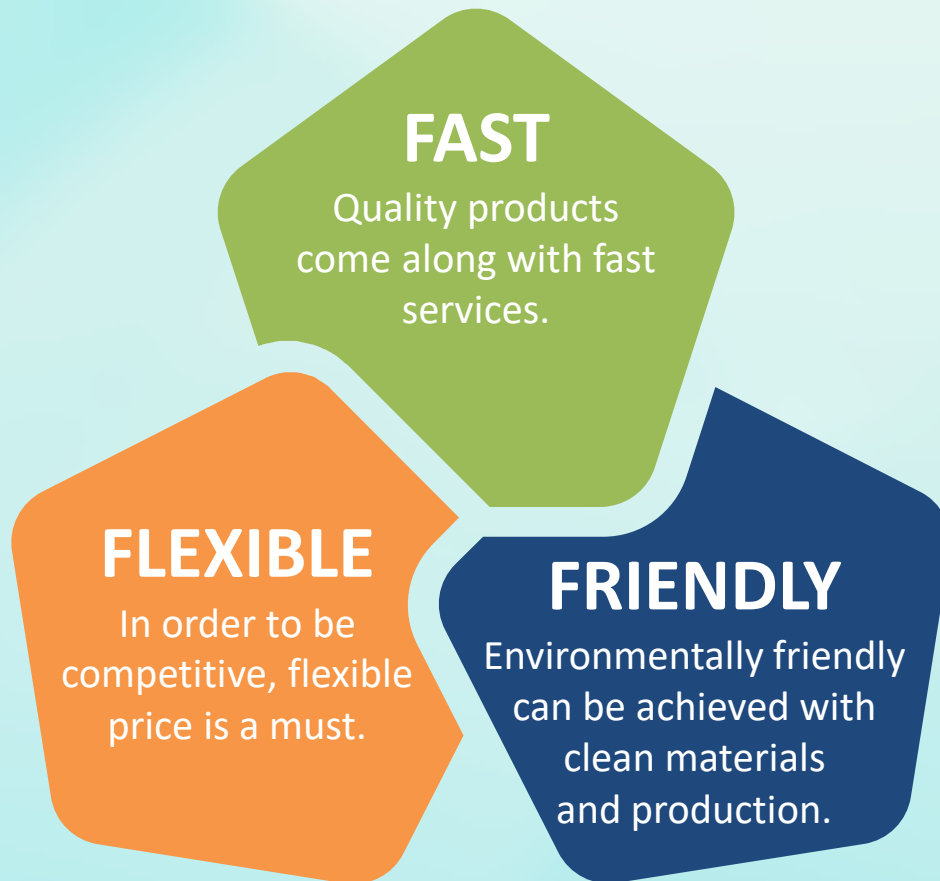 FAST
Quality products
come along with fast
services.
FLEXIBLE
In order to be
competitive, flexible
price is a must.
FRIENDLY
Environmentally friendly
can be achieved with
clean materials
and production.